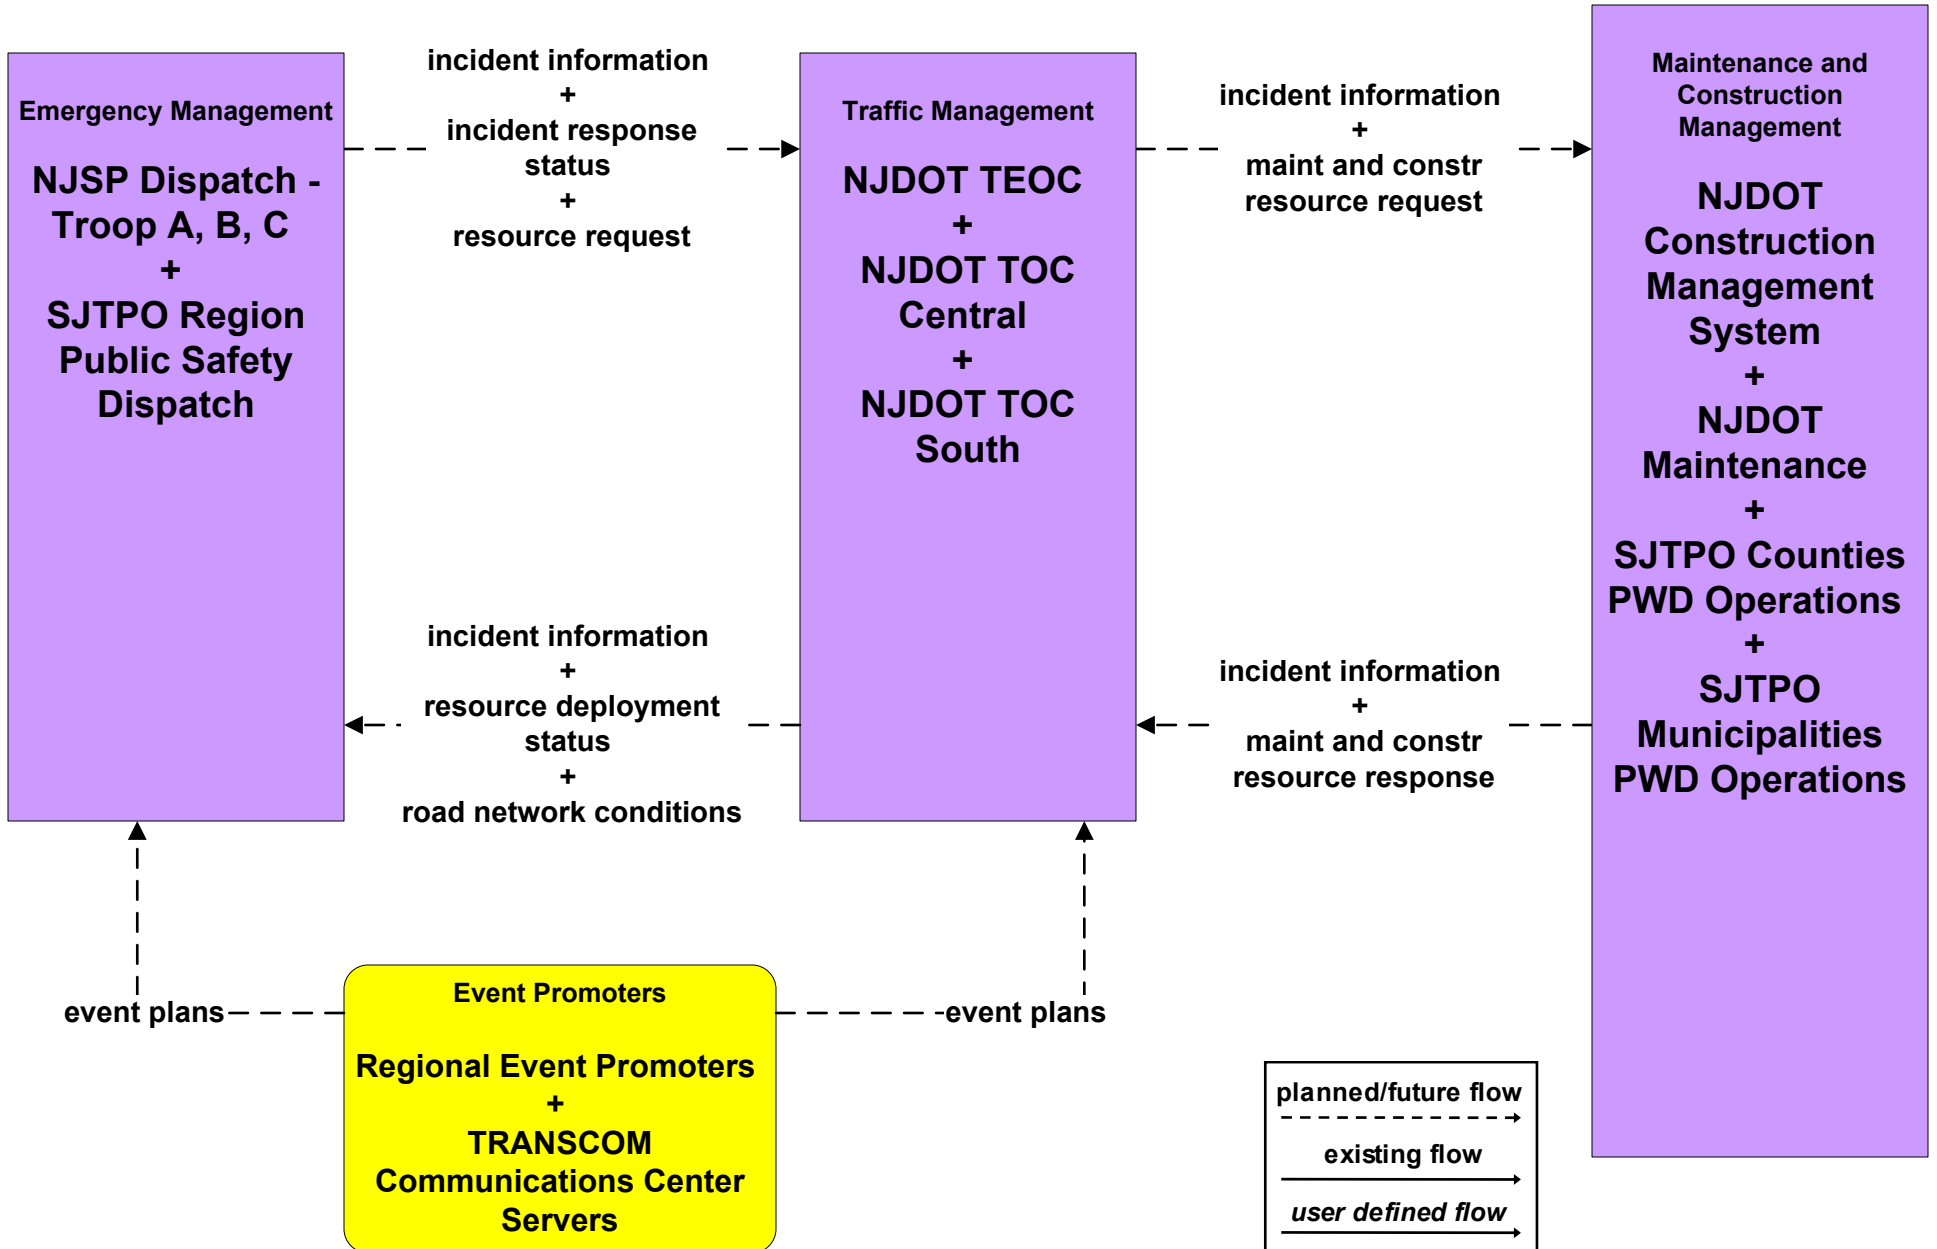 Emergency Management
NJSP Dispatch -
Troop A, B, C
+
SJTPO Region
Public Safety
Dispatch
incident information
+
incident response
status
+
resource request
Traffic Management
NJDOT TEOC
+
NJDOT TOC
Central
+
NJDOT TOC
South
incident information
+
maint and constr
resource request
Maintenance and
Construction
Management
NJDOT
Construction
Management
System
+
NJDOT
Maintenance
+
SJTPO Counties
PWD Operations
+
SJTPO
Municipalities
PWD Operations
incident information
+
resource deployment
status
+
road network conditions
incident information
+
maint and constr
resource response
event plans
Event Promoters
Regional Event Promoters
+
TRANSCOM
Communications Center
Servers
event plans
planned/future flow
existing flow
user defined flow